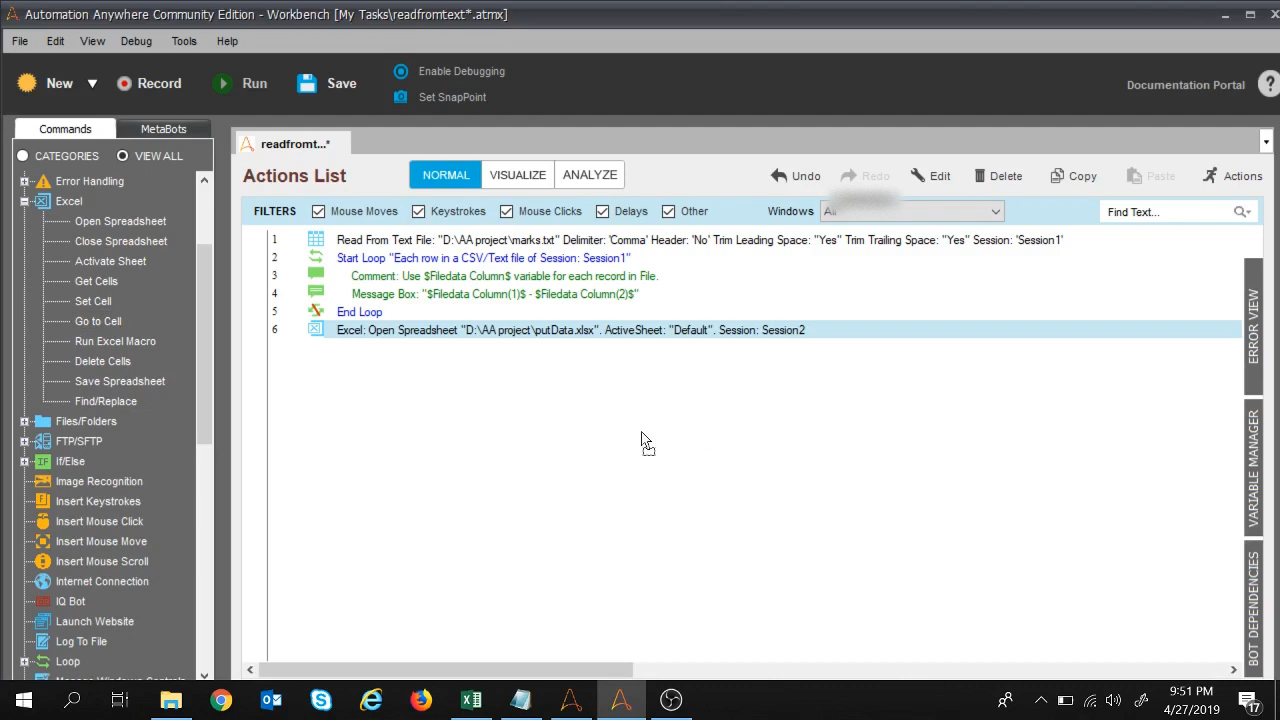 Automation Anywhere Community Edition - Workbench [My Tasks\readfromtext*.atmx]
File Edit View Debug Tools Help
New Record Run Save
Enable Debugging
Set SnapPoint
Documentation Portal ?
Commands MetaBots
CATEGORIES VIEW ALL
Error Handling
Excel
Open Spreadsheet
Close Spreadsheet
Activate Sheet
Get Cells
Set Cell
Go to Cell
Run Excel Macro
Delete Cells
Save Spreadsheet
Find/Replace
Files/Folders
FTP/SFTP
IF If/Else
Image Recognition
Insert Keystrokes
Insert Mouse Click
Insert Mouse Move
Insert Mouse Scroll
Internet Connection
IQ Bot
Launch Website
Log To File
Loop
Manage Windows Controls
readfromt...*
Actions List NORMAL VISUALIZE ANALYZE Undo Redo Edit Delete Copy Paste Actions
FILTERS Mouse Moves Keystrokes Mouse Clicks Delays Other Windows All Find Text...
1 Read From Text File: "D:\AA project\marks.txt" Delimiter: 'Comma' Header: 'No' Trim Leading Space: "Yes" Trim Trailing Space: "Yes" Session: 'Session1'
2 Start Loop "Each row in a CSV/Text file of Session: Session1"
3 Comment: Use $Filedata Column$ variable for each record in File.
4 Message Box: "$Filedata Column(1)$ - $Filedata Column(2)$"
5 End Loop
6 Excel: Open Spreadsheet "D:\AA project\putData.xlsx". ActiveSheet: "Default". Session: Session2
ERROR VIEW
VARIABLE MANAGER
BOT DEPENDENCIES
9:51 PM
4/27/2019
17